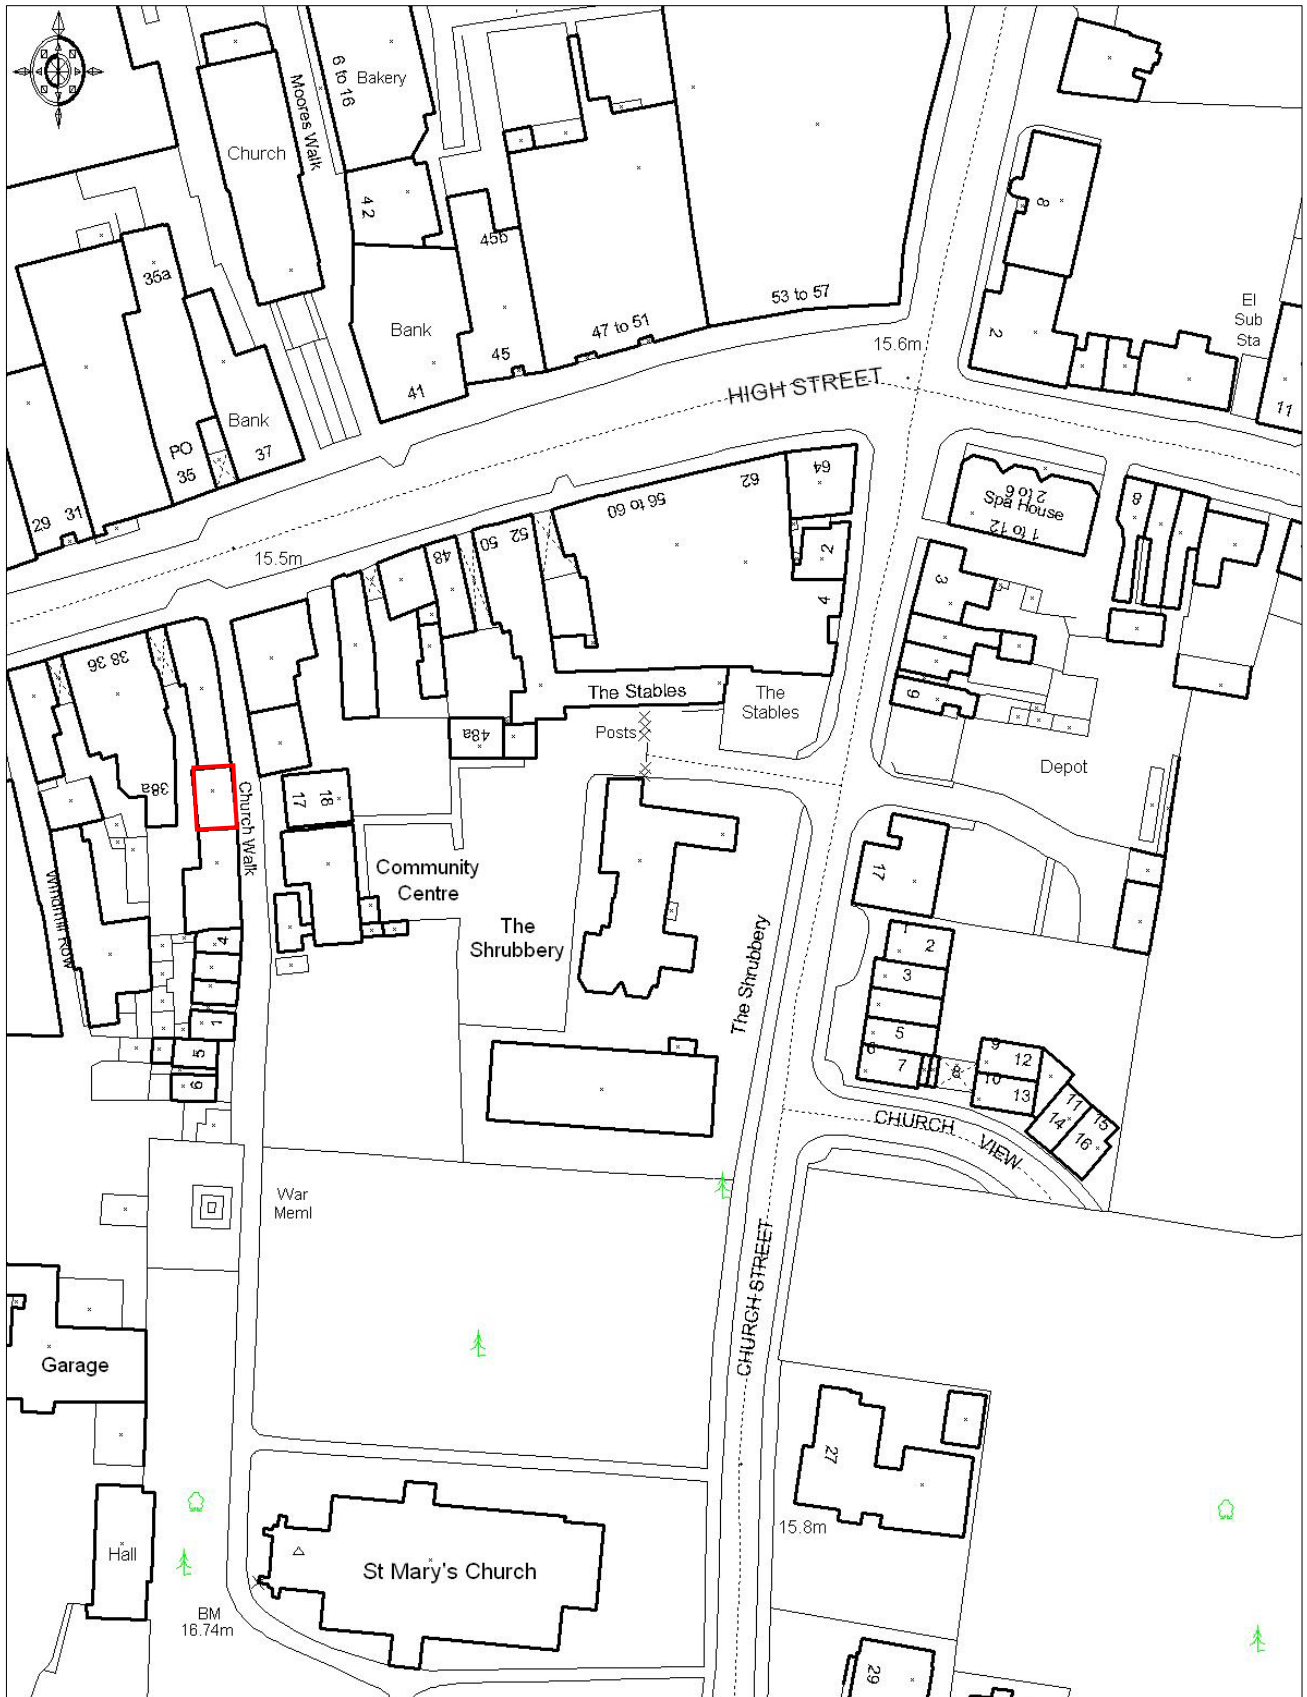 6 to 16
Bakery
Moores Walk
Church
42
8
45b
35a
53 to 57
El
Sub
Sta
Bank
47 to 51
2
15.6m
45
HIGH STREET
41
11
Bank
37
PO
35
64
62
2 to 6
Spa House
1 to 12
8
56 to 60
29
31
52
50
48
2
15.5m
3
4
38 36
The Stables
The
Stables
9
48a
Posts
Depot
38a
17
18
Church Walk
Community
Centre
17
Windmill Row
The
Shrubbery
The Shrubbery
1
2
4
3
1
5
5
6
7
8
9
12
10
13
6
11
15
14
16
CHURCH VIEW
War
Meml
CHURCH STREET
Garage
27
15.8m
Hall
St Mary's Church
BM
16.74m
29